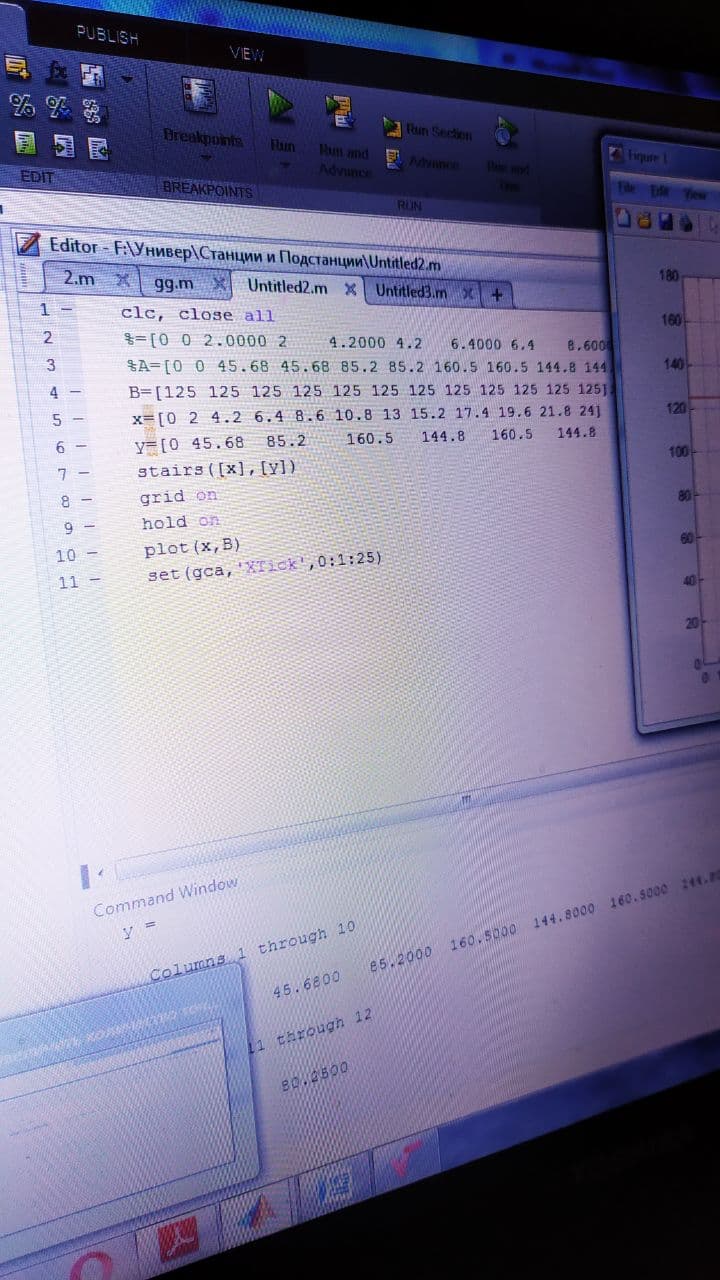 PUBLISH
VIEW
Breakpoints
Run
Run and Advance
Run Section
Advance
Run and
EDIT
BREAKPOINTS
RUN
Figure 1
File Edit View
Editor - F:\Универ\Станции и Подстанции\Untitled2.m
2.m
gg.m
Untitled2.m
Untitled3.m
+
1 clc, close all
2 %=[0 0 2.0000 2 4.2000 4.2 6.4000 6.4 8.600
3 %A=[0 0 45.68 45.68 85.2 85.2 160.5 160.5 144.8 144
4 B=[125 125 125 125 125 125 125 125 125 125 125 125]
5 x=[0 2 4.2 6.4 8.6 10.8 13 15.2 17.4 19.6 21.8 24]
6 y=[0 45.68 85.2 160.5 144.8 160.5 144.8
7 stairs([x],[y])
8 grid on
9 hold on
10 plot(x,B)
11 set(gca,'XTick',0:1:25)
180
160
140
120
100
80
60
40
20
0
0
Command Window
y =
Columns 1 through 10
45.6800 85.2000 160.5000 144.8000 160.5000 144.8
11 through 12
80.2500